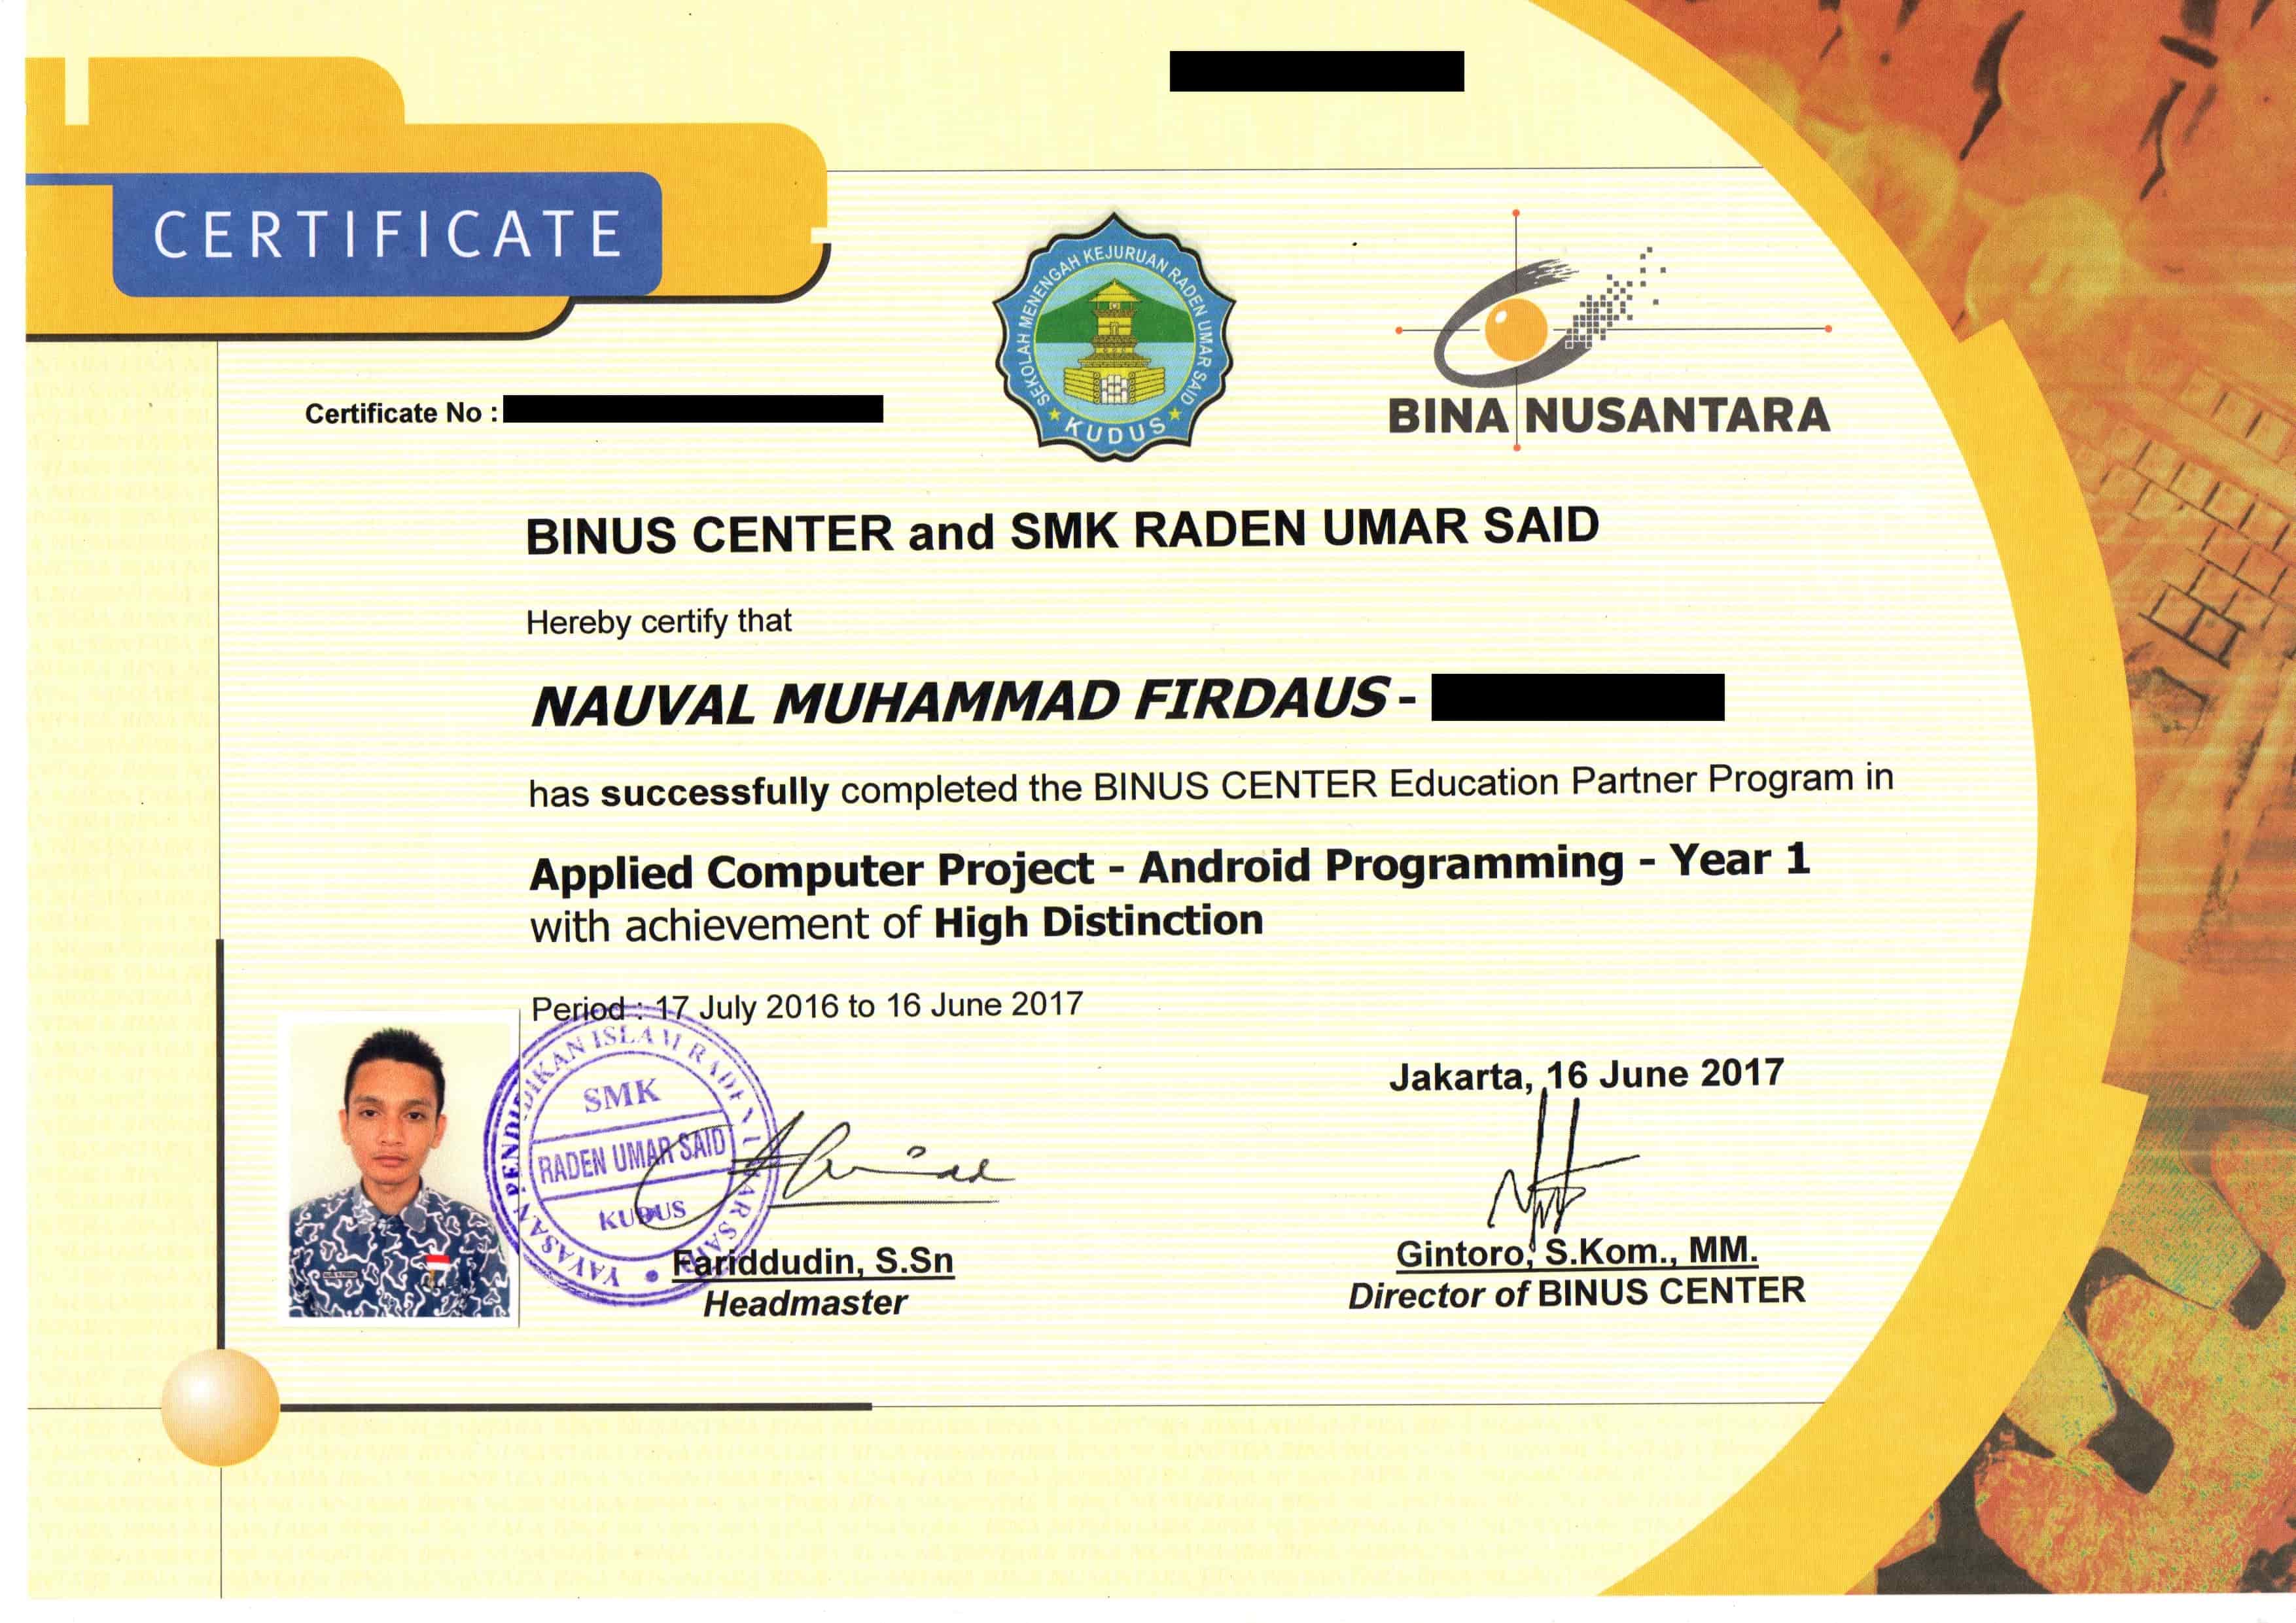 CERTIFICATE
SEKOLAH MENENGAH KEJURUAN RADEN UMAR SAID
KUDUS
BINA NUSANTARA
Certificate No :
BINUS CENTER and SMK RADEN UMAR SAID
Hereby certify that
NAUVAL MUHAMMAD FIRDAUS -
has successfully completed the BINUS CENTER Education Partner Program in
Applied Computer Project - Android Programming - Year 1
with achievement of High Distinction
Period : 17 July 2016 to 16 June 2017
YAYASAN PENDIDIKAN ISLAM RADEN UMAR SAID
SMK
RADEN UMAR SAID
KUDUS
Jakarta, 16 June 2017
Fariddudin, S.Sn
Headmaster
Gintoro, S.Kom., MM.
Director of BINUS CENTER